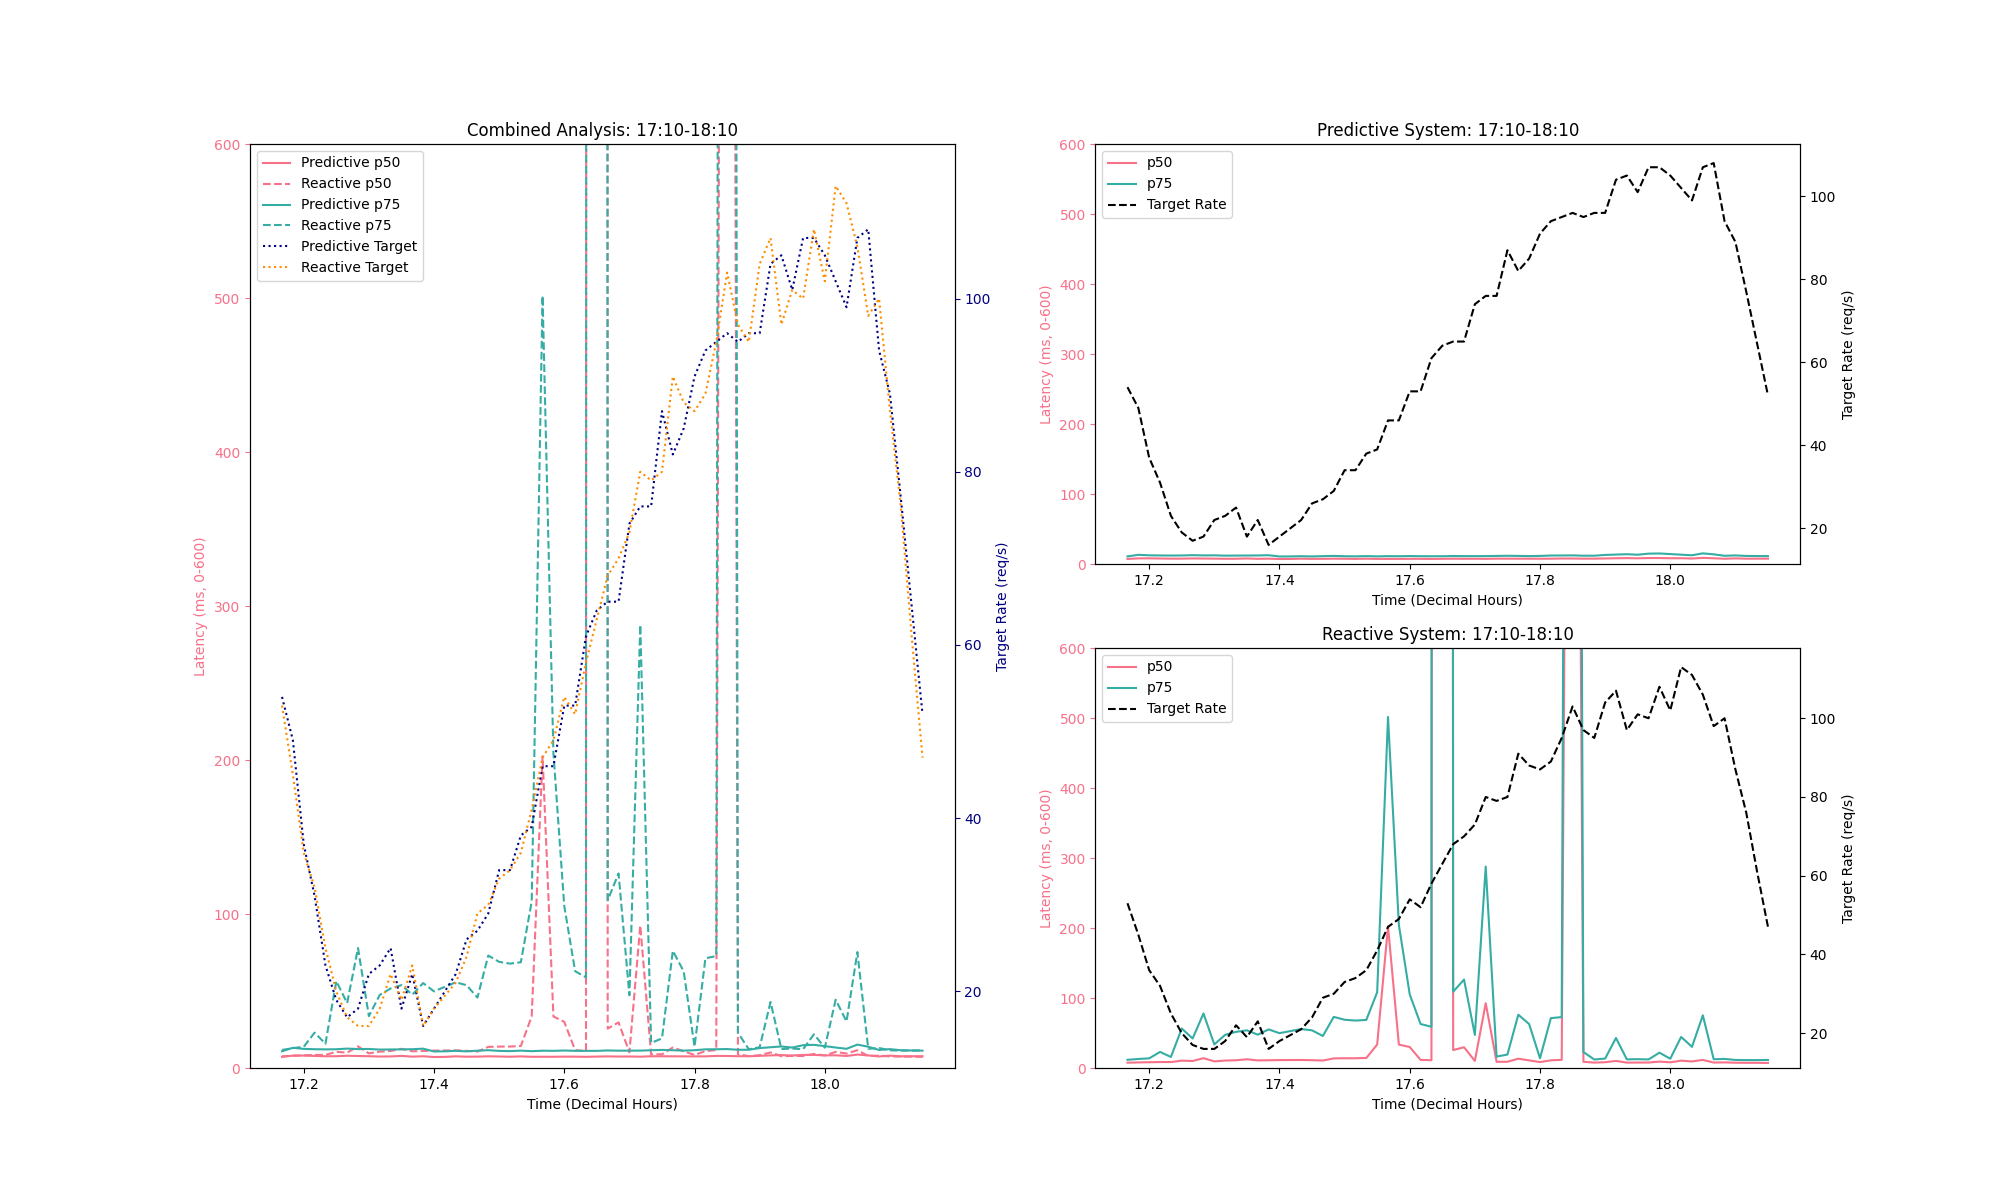 Combined Analysis: 17:10-18:10
600
500
400
300
200
100
0
Latency (ms, 0-600)
Predictive p50
Reactive p50
Predictive p75
Reactive p75
Predictive Target
Reactive Target
100
80
60
40
20
Target Rate (req/s)
17.2 17.4 17.6 17.8 18.0
Time (Decimal Hours)
Predictive System: 17:10-18:10
600
500
400
300
200
100
0
Latency (ms, 0-600)
p50
p75
Target Rate
100
80
60
40
20
Target Rate (req/s)
17.2 17.4 17.6 17.8 18.0
Time (Decimal Hours)
Reactive System: 17:10-18:10
600
500
400
300
200
100
0
Latency (ms, 0-600)
p50
p75
Target Rate
100
80
60
40
20
Target Rate (req/s)
17.2 17.4 17.6 17.8 18.0
Time (Decimal Hours)